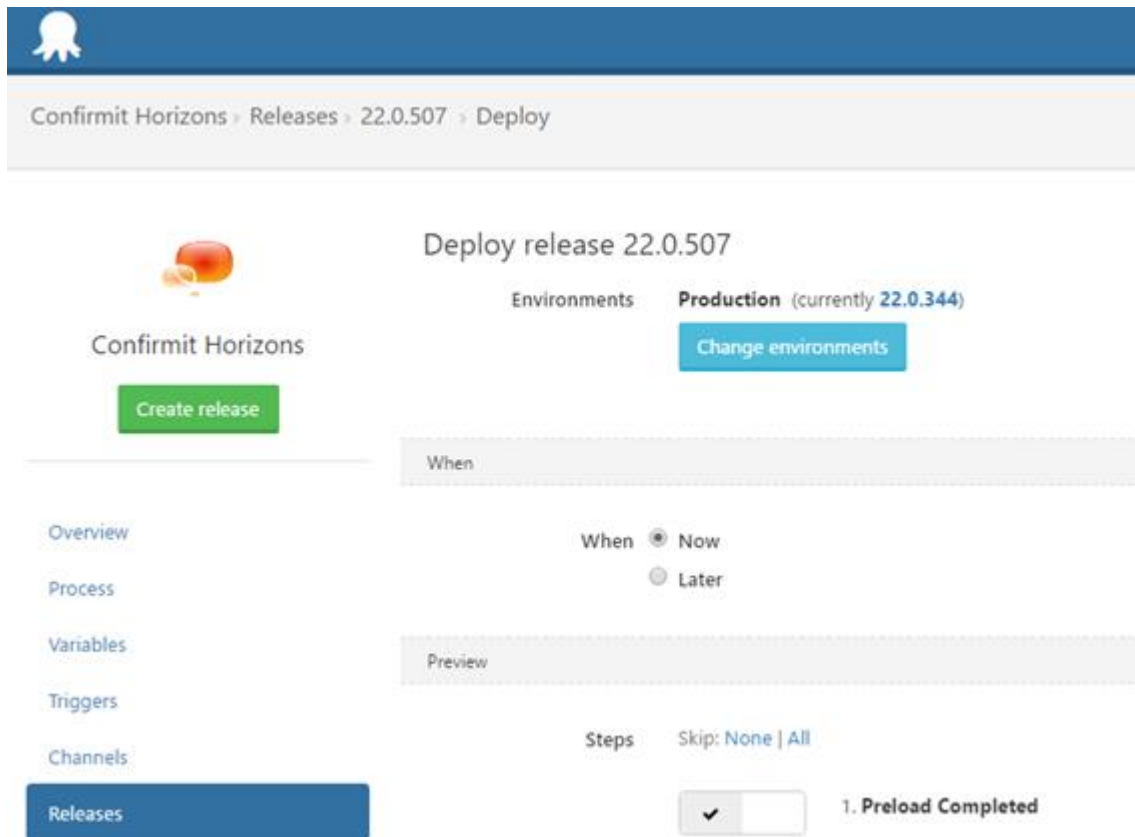 Confirmit Horizons › Releases › 22.0.507 › Deploy
Deploy release 22.0.507
Environments Production (currently 22.0.344)
Change environments
Confirmit Horizons
Create release
When
Overview
When Now
Later
Process
Variables
Preview
Triggers
Steps Skip: None | All
Channels
Releases
1. Preload Completed